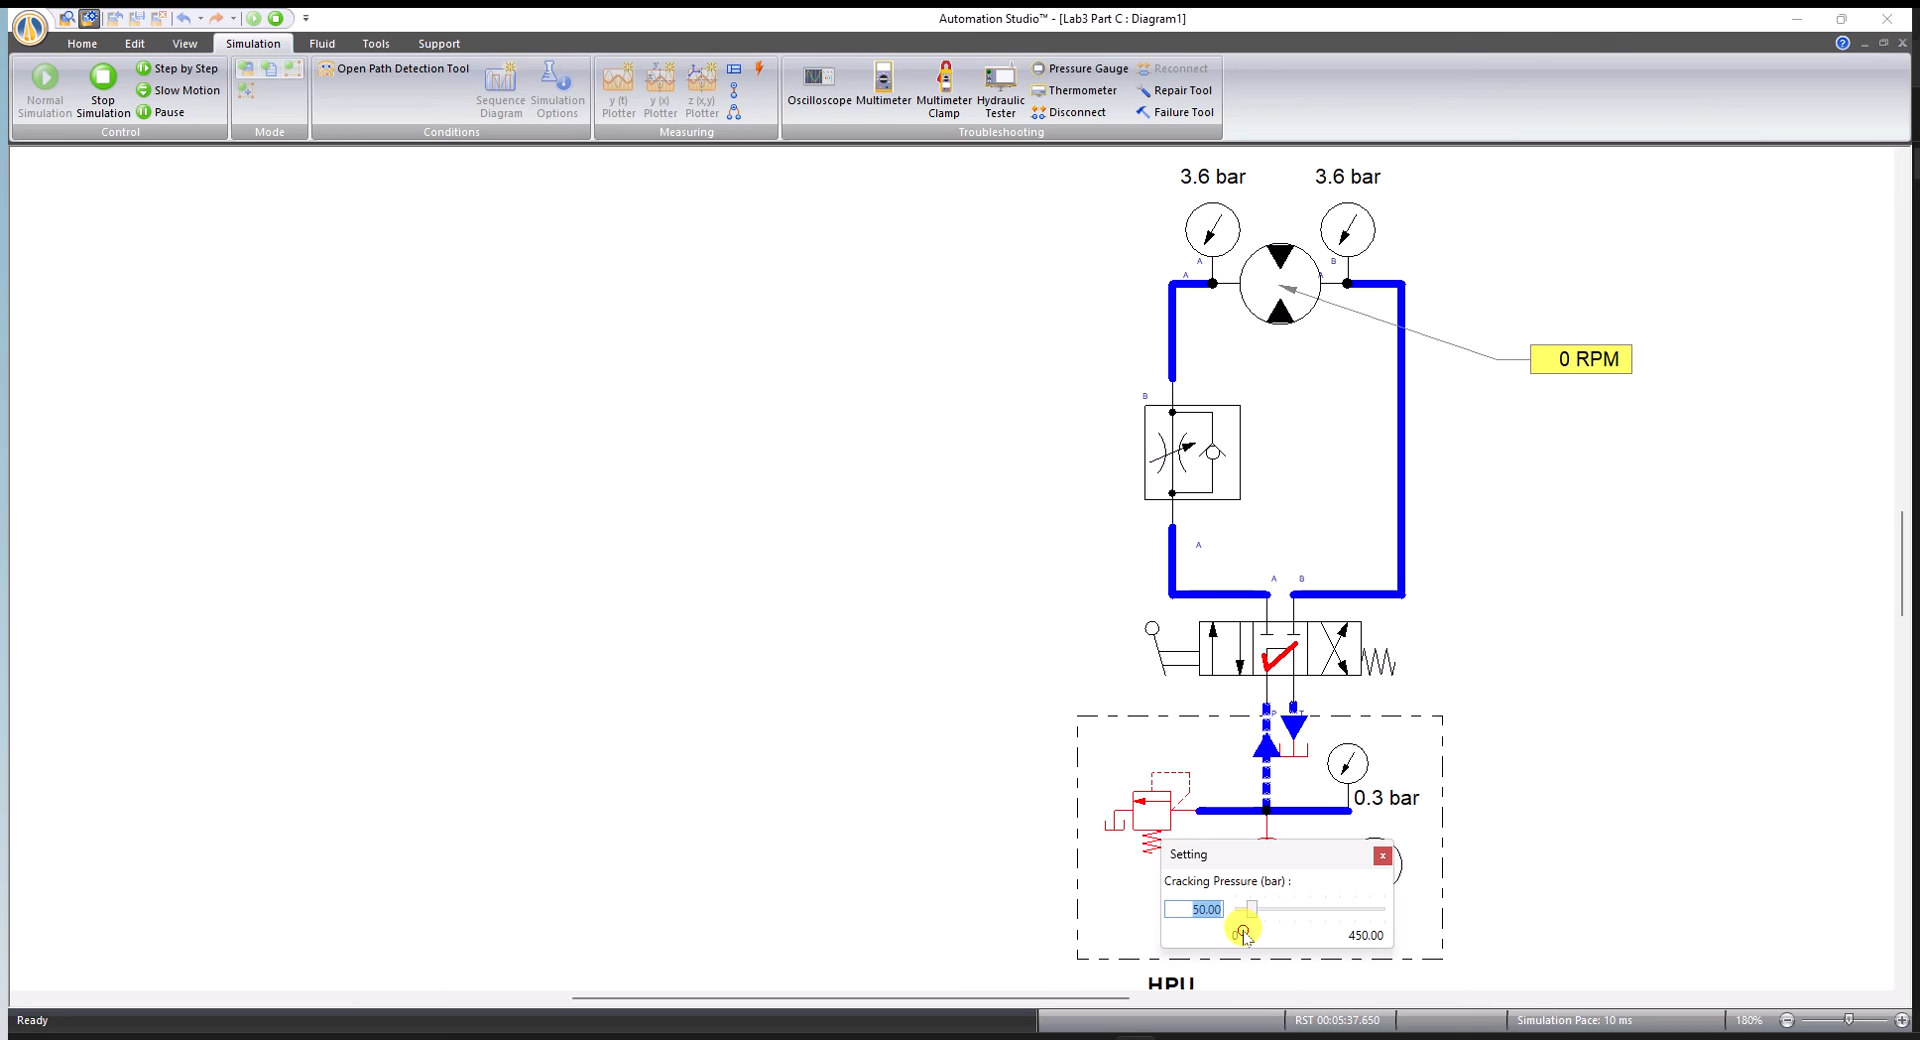 Automation Studio™ - [Lab3 Part C : Diagram1]
Home Edit View Simulation Fluid Tools Support
Normal Simulation
Stop Simulation
Step by Step
Slow Motion
Pause
Control
Mode
Open Path Detection Tool
Sequence Diagram
Simulation Options
Conditions
y (t) Plotter
y (x) Plotter
z (x,y) Plotter
Measuring
Oscilloscope
Multimeter
Multimeter Clamp
Hydraulic Tester
Pressure Gauge
Thermometer
Disconnect
Reconnect
Repair Tool
Failure Tool
Troubleshooting
3.6 bar 3.6 bar
A B
A A
0 RPM
B
A
A B
P T
0.3 bar
Setting
Cracking Pressure (bar) :
50.00
0 450.00
HPU
Ready RST 00:05:37.650 Simulation Pace: 10 ms 180%